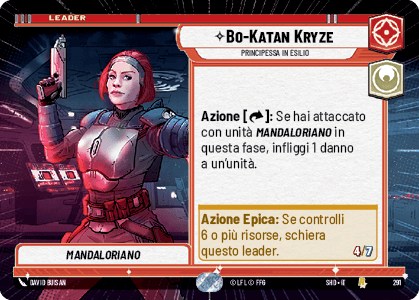 LEADER
✧BO-KATAN KRYZE
PRINCIPESSA IN ESILIO
Azione [↷]: Se hai attaccato
con unità MANDALORIANO in
questa fase, infliggi 1 danno
a un'unità.
Azione Epica: Se controlli
6 o più risorse, schiera
questo leader.
4/7
MANDALORIANO
DAVID BUISAN
© LFL © FFG
SHD • IT
291